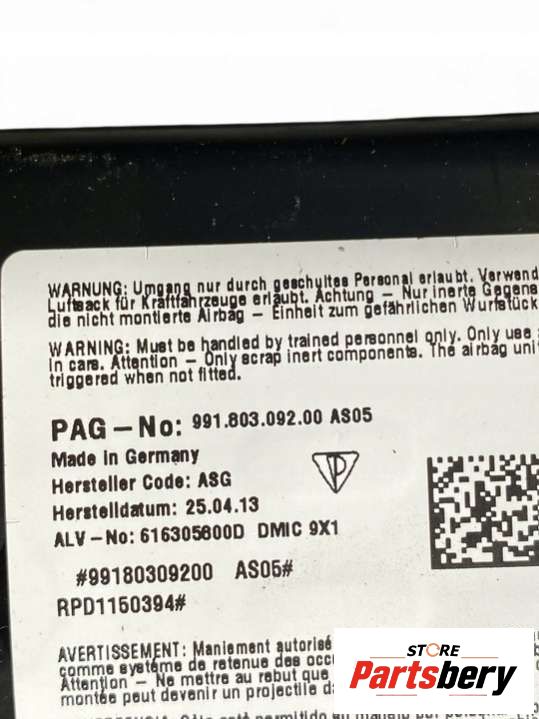 WARNUNG: Umgang nur durch geschultes Personal erlaubt. Verwend
Luftsack für Kraftfahrzeuge erlaubt. Achtung – Nur inerte Gegens
die nicht montierte Airbag – Einheit zum gefährlichen Wurfstück
WARNING: Must be handled by trained personnel only. Only use
in cars. Attention – Only scrap inert components. The airbag uni
triggered when not fitted.
PAG – No: 991.803.092.00 AS05
Made in Germany
Hersteller Code: ASG
Herstelldatum: 25.04.13
ALV – No: 616305800D DMIC 9X1
#99180309200 AS05#
RPD1150394#
AVERTISSEMENT: Maniement autorisé
comme système de retenue des occ
Attention – Ne mettre au rebut que
montée peut devenir un projectile d
STORE
Partsbery